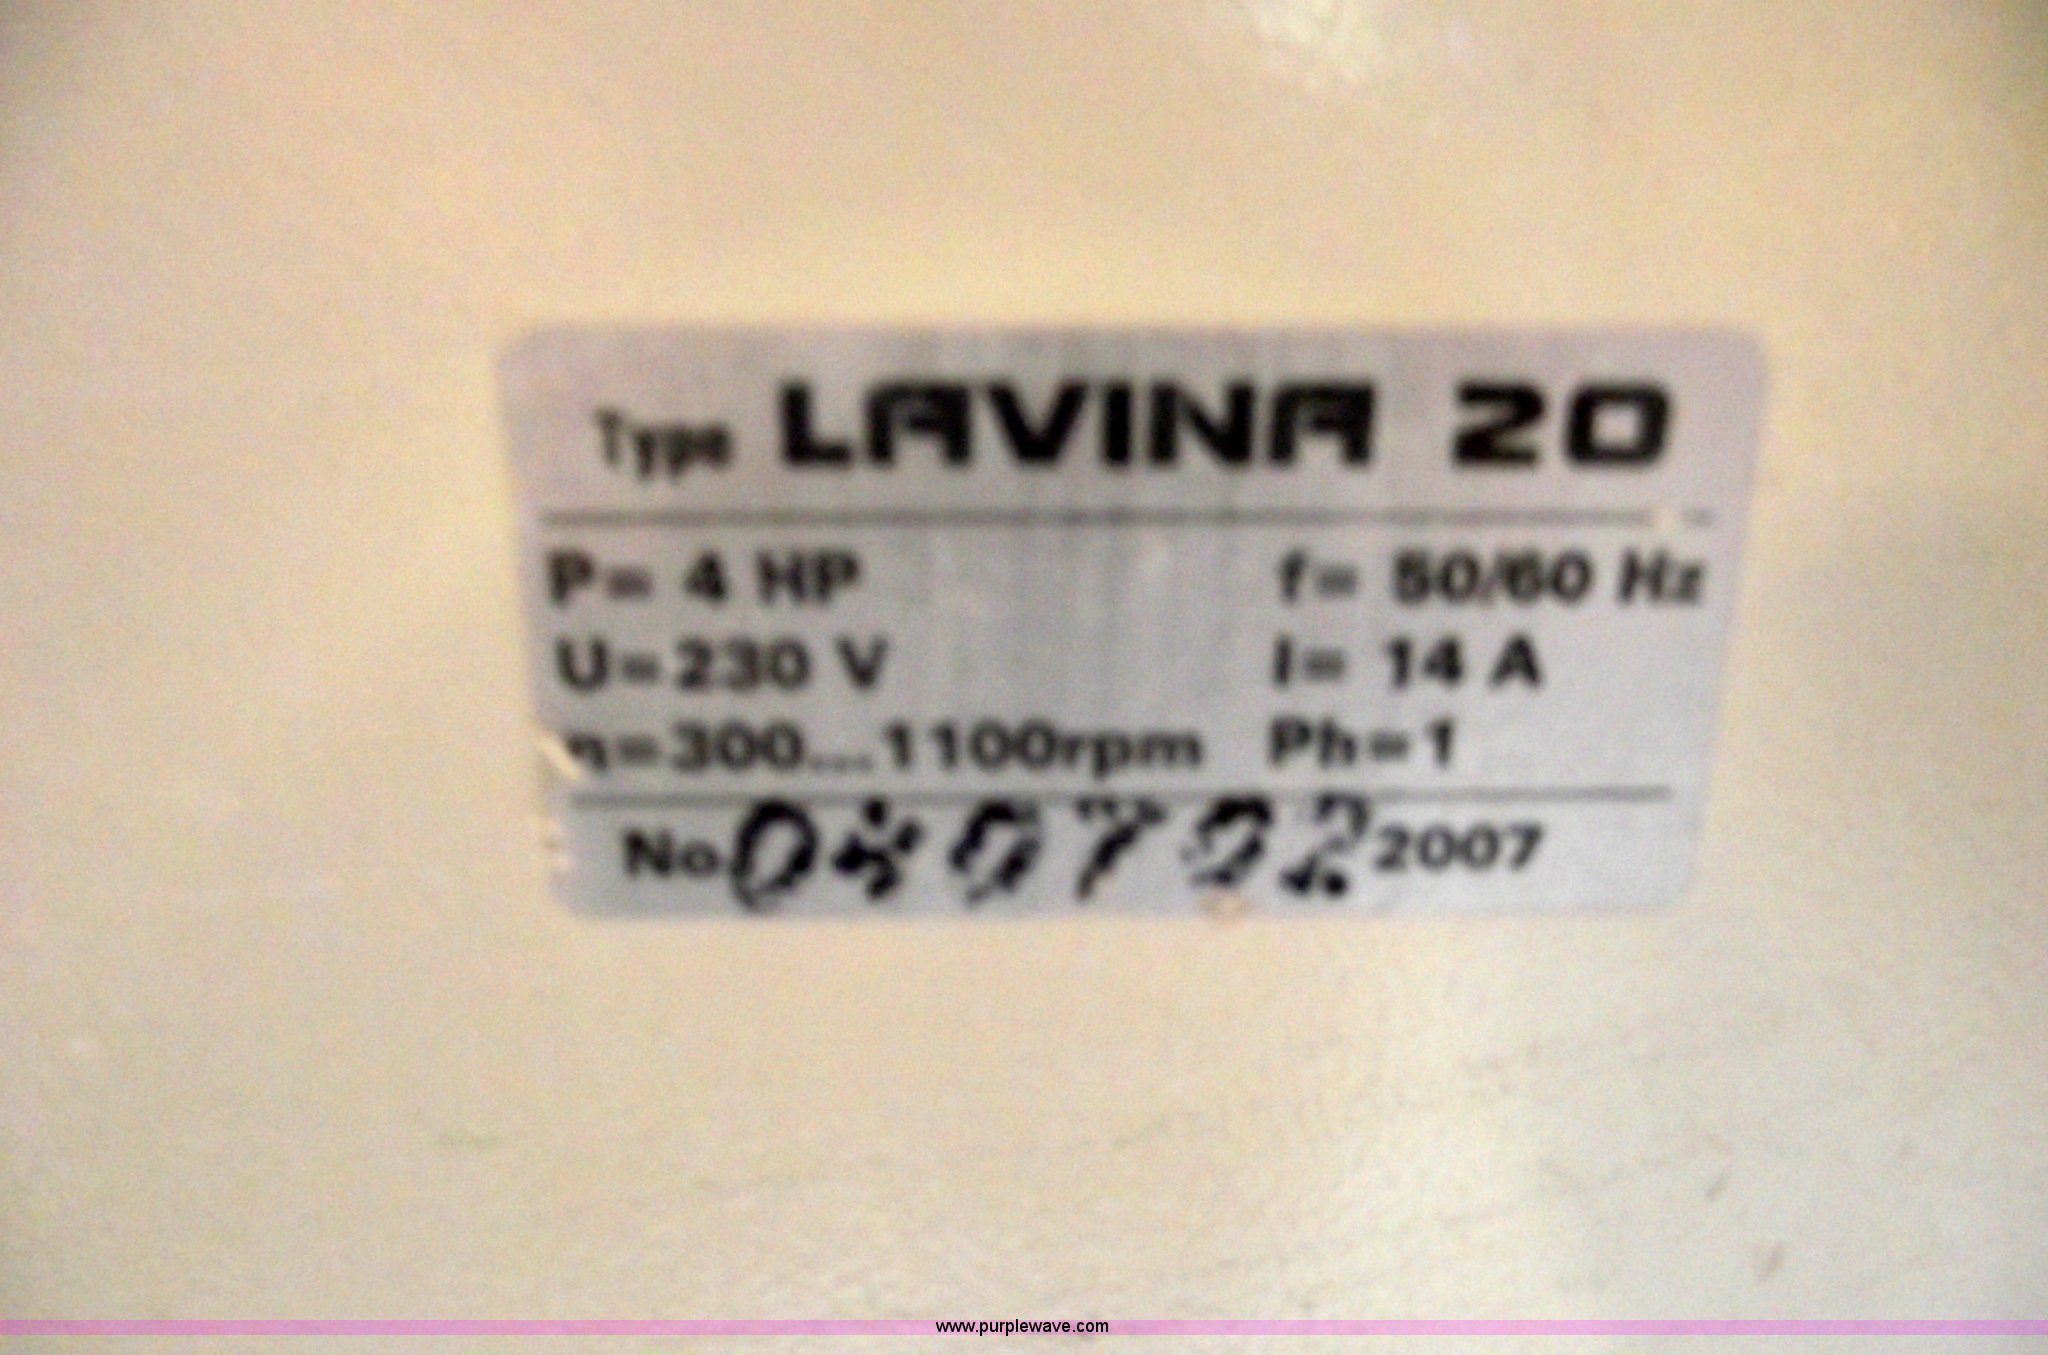 Type LAVINA 20
P= 4 HP f= 50/60 Hz
U=230 V I= 14 A
n=300...1100rpm Ph=1
No 2007
www.purplewave.com